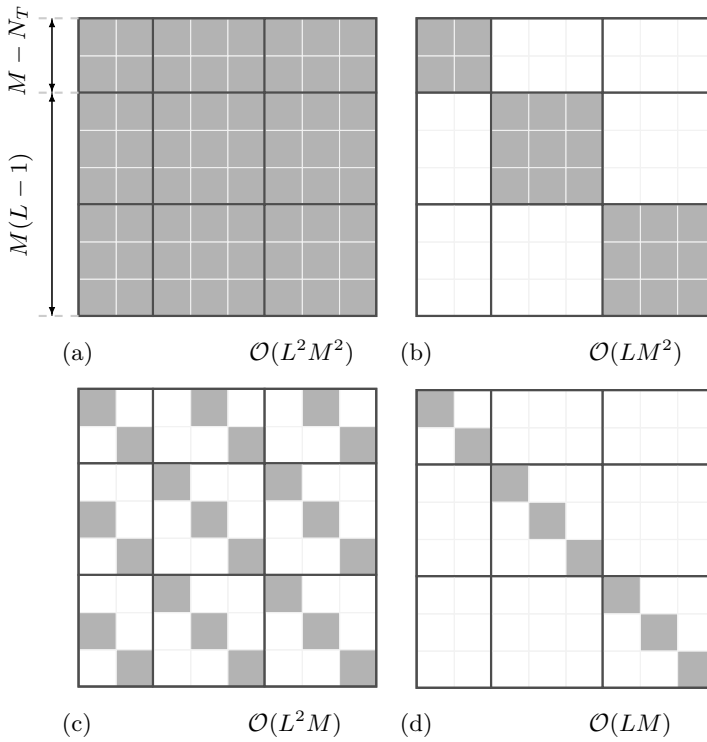 M − N_T
M(L − 1)
(a) 𝒪(L²M²) (b) 𝒪(LM²)
(c) 𝒪(L²M) (d) 𝒪(LM)